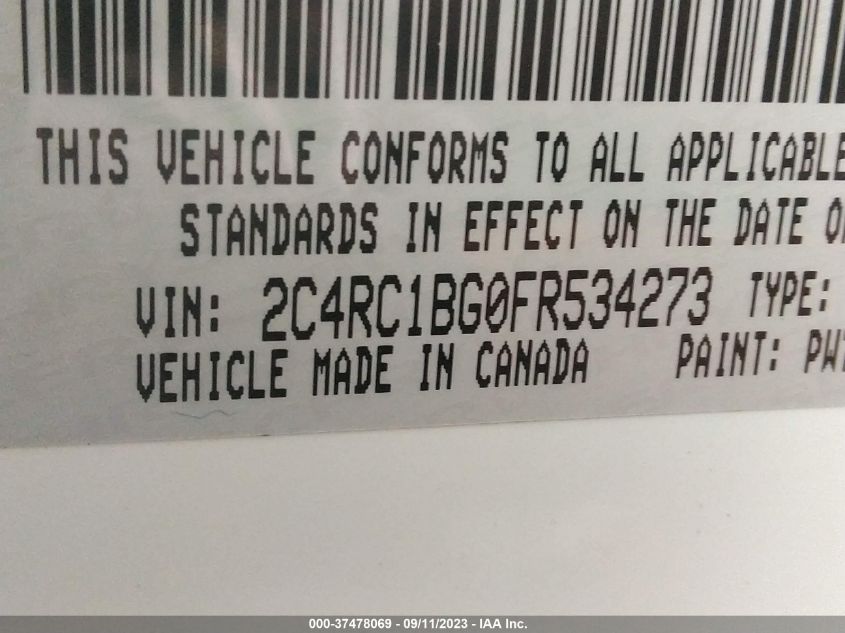 THIS VEHICLE CONFORMS TO ALL APPLICABLE
STANDARDS IN EFFECT ON THE DATE
VIN: 2C4RC1BG0FR534273 TYPE:
VEHICLE MADE IN CANADA PAINT: PW7
000-37478069 - 09/11/2023 - IAA Inc.